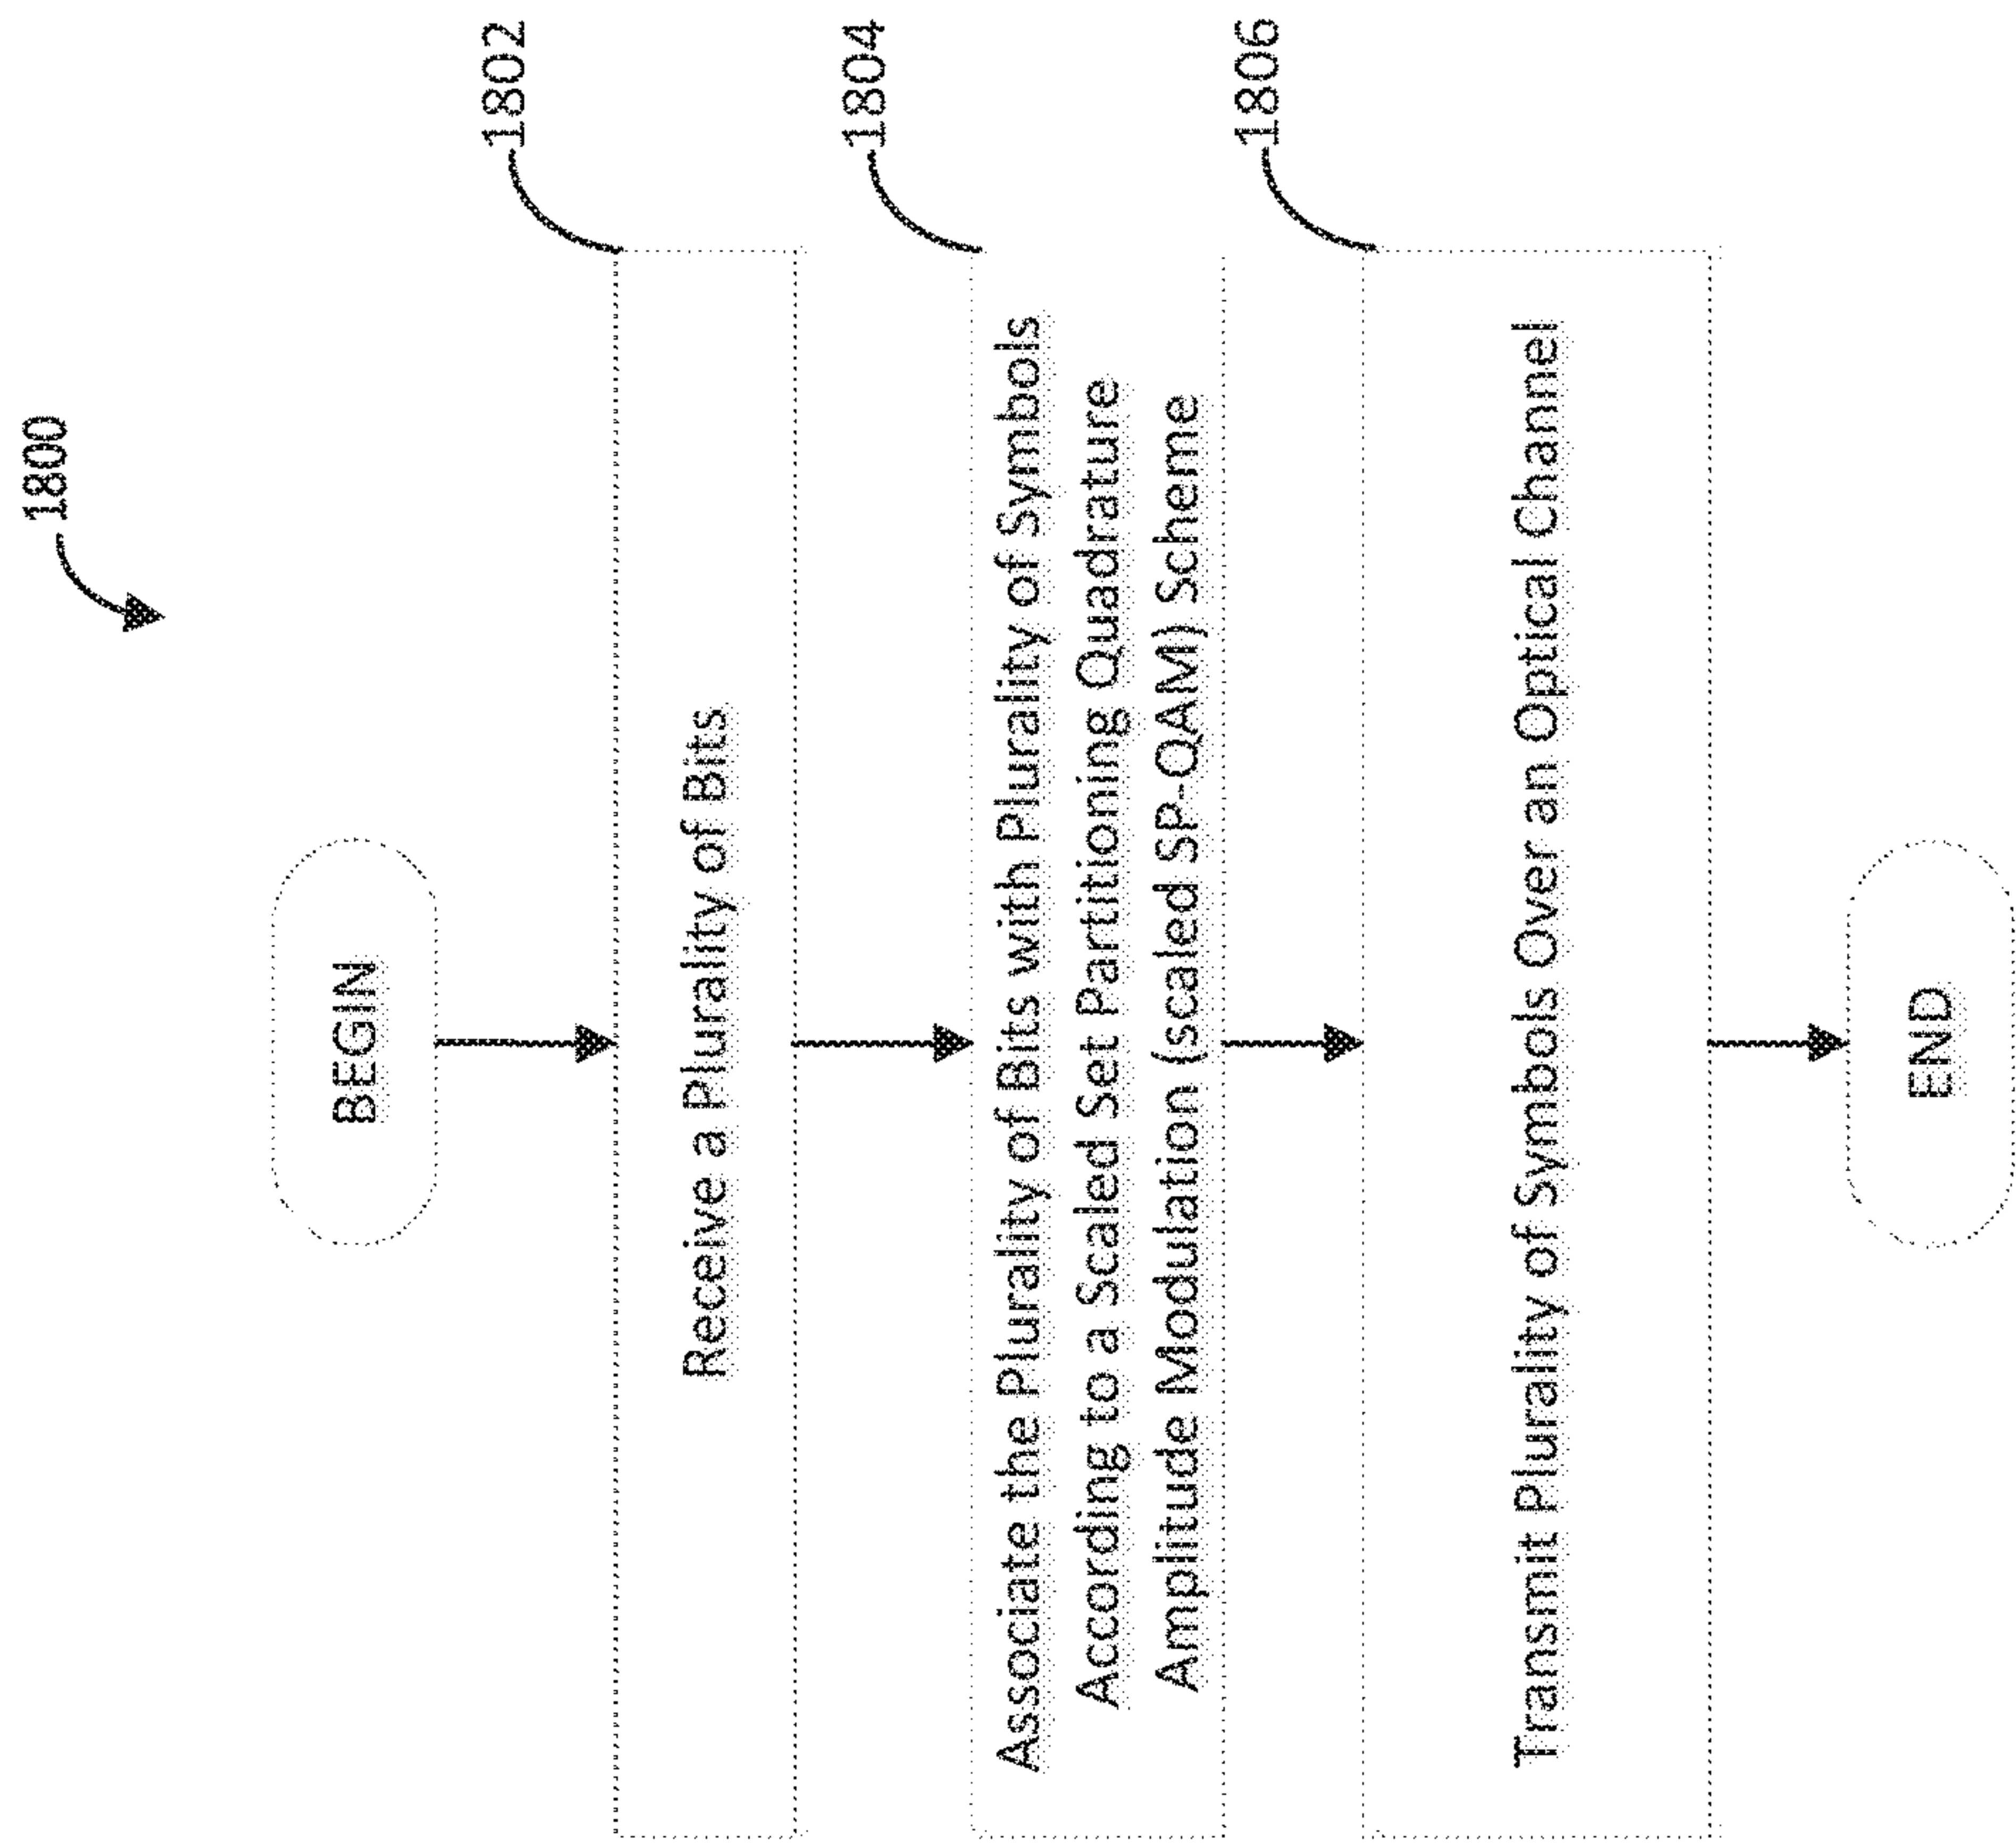 1800
BEGIN
1802
Receive a Plurality of Bits
1804
Associate the Plurality of Bits with Plurality of Symbols
According to a Scaled Set Partitioning Quadrature
Amplitude Modulation (scaled SP-QAM) Scheme
1806
Transmit Plurality of Symbols Over an Optical Channel
END